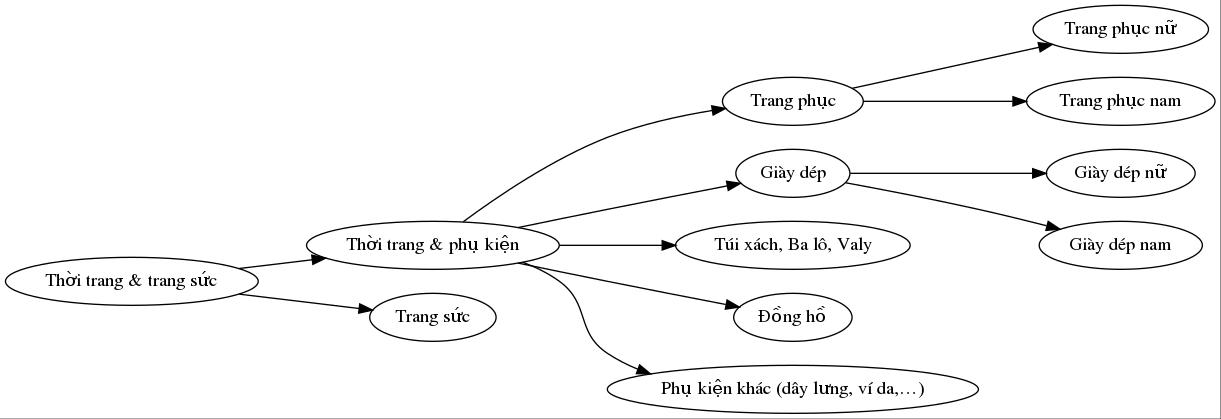 Trang phục nữ
Trang phục
Trang phục nam
Giày dép
Giày dép nữ
Thời trang & phụ kiện
Túi xách, Ba lô, Valy
Giày dép nam
Thời trang & trang sức
Trang sức
Đồng hồ
Phụ kiện khác (dây lưng, ví da,…)